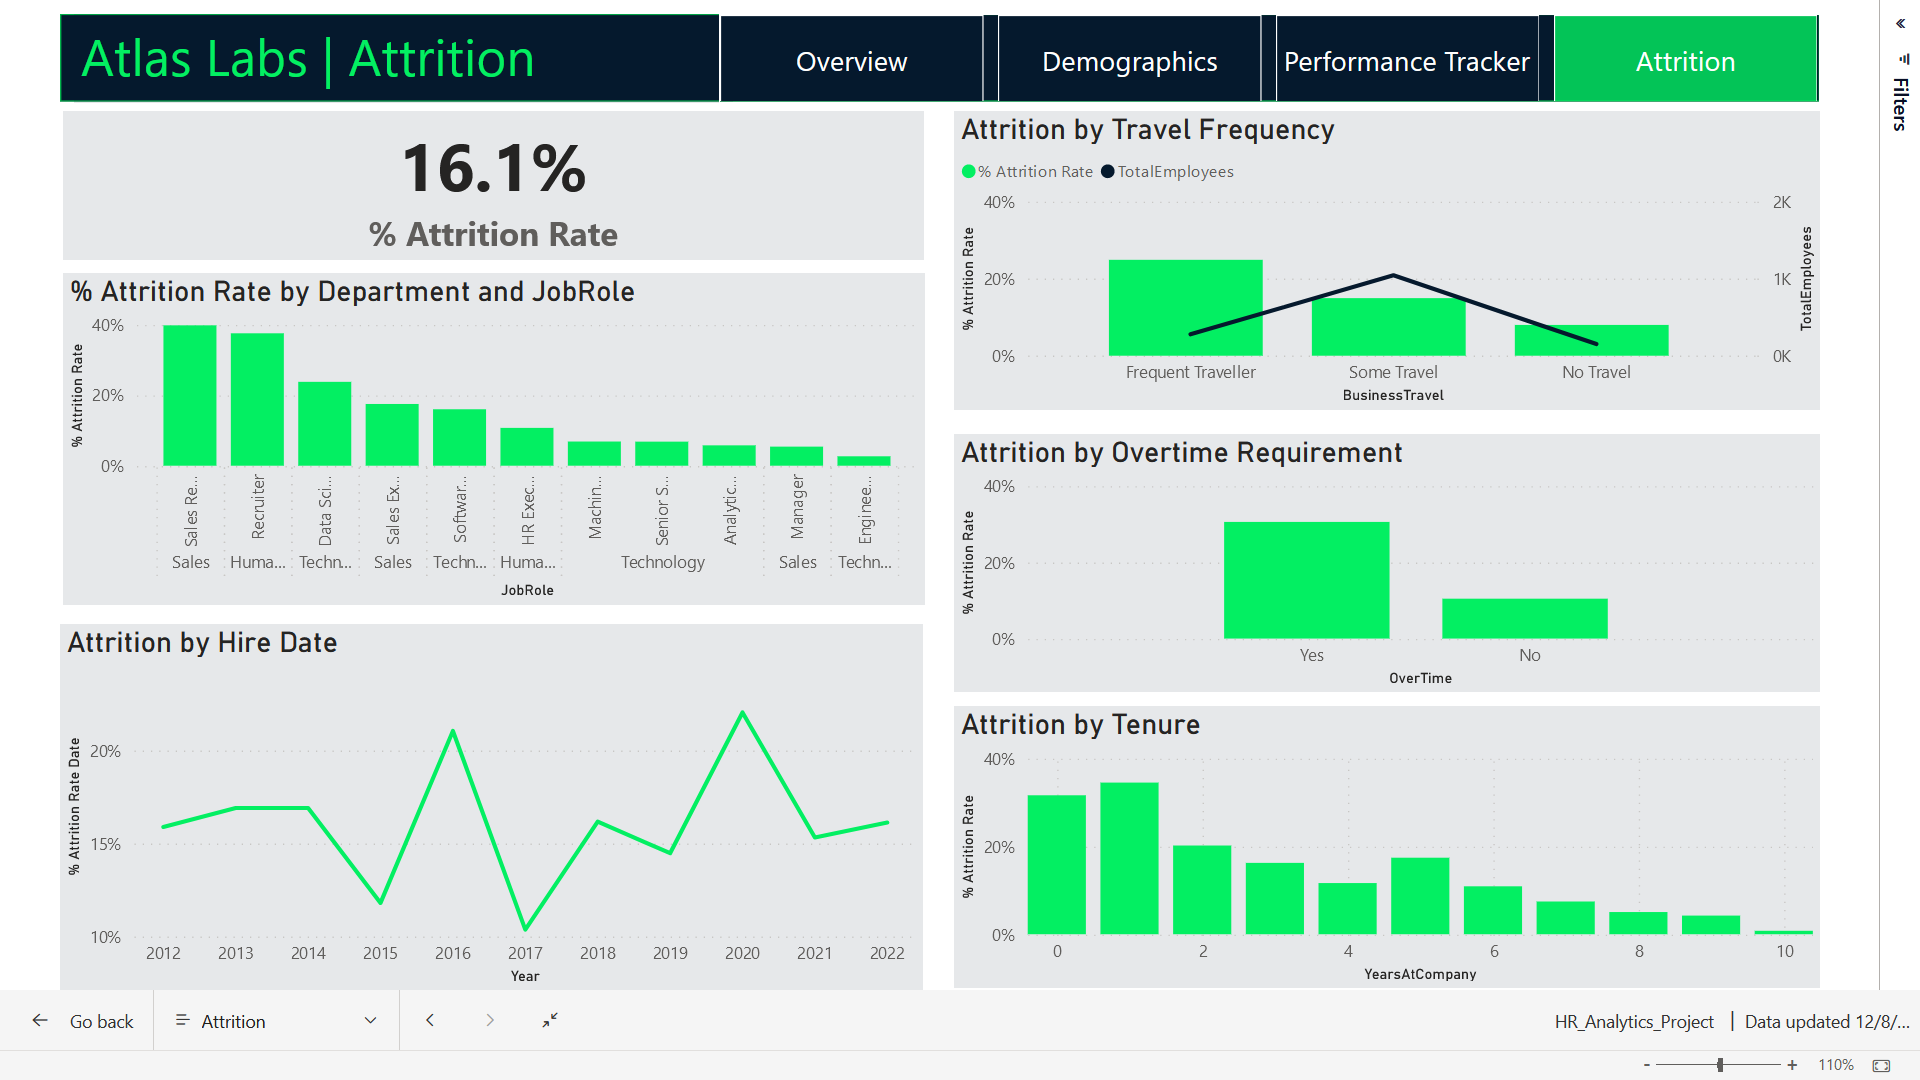 Atlas Labs | Attrition
Overview
Demographics
Performance Tracker
Attrition
«
Filters
16.1%
% Attrition Rate
% Attrition Rate by Department and JobRole
% Attrition Rate
40%
20%
0%
Sales Re...
Recruiter
Data Sci...
Sales Ex...
Softwar...
HR Exec...
Machin...
Senior S...
Analytic...
Manager
Enginee...
Sales
Huma...
Techn...
Sales
Techn...
Huma...
Technology
Sales
Techn...
JobRole
Attrition by Hire Date
% Attrition Rate Date
20%
15%
10%
2012 2013 2014 2015 2016 2017 2018 2019 2020 2021 2022
Year
Attrition by Travel Frequency
% Attrition Rate TotalEmployees
% Attrition Rate
40%
20%
0%
2K
1K
0K
TotalEmployees
Frequent Traveller Some Travel No Travel
BusinessTravel
Attrition by Overtime Requirement
% Attrition Rate
40%
20%
0%
Yes No
OverTime
Attrition by Tenure
% Attrition Rate
40%
20%
0%
0 2 4 6 8 10
YearsAtCompany
Go back
Attrition
HR_Analytics_Project | Data updated 12/8/...
- + 110%